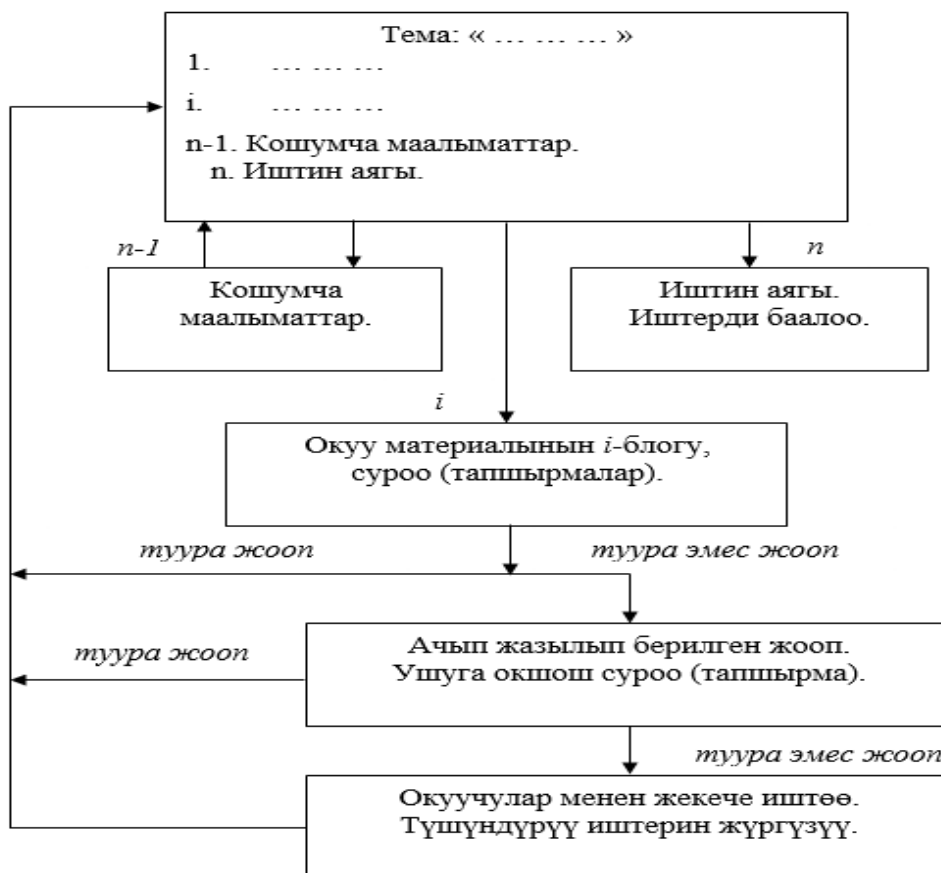 Тема: « … … … »
1. … … …
i. … … …
n-1. Кошумча маалыматтар.
n. Иштин аягы.
n-1
n
Кошумча
маалыматтар.
Иштин аягы.
Иштерди баалоо.
i
Окуу материалынын i-блогу,
суроо (тапшырмалар).
туура жооп
туура эмес жооп
Ачып жазылып берилген жооп.
Ушуга окшош суроо (тапшырма).
туура жооп
туура эмес жооп
Окуучулар менен жекече иштөө.
Түшүндүрүү иштерин жүргүзүү.